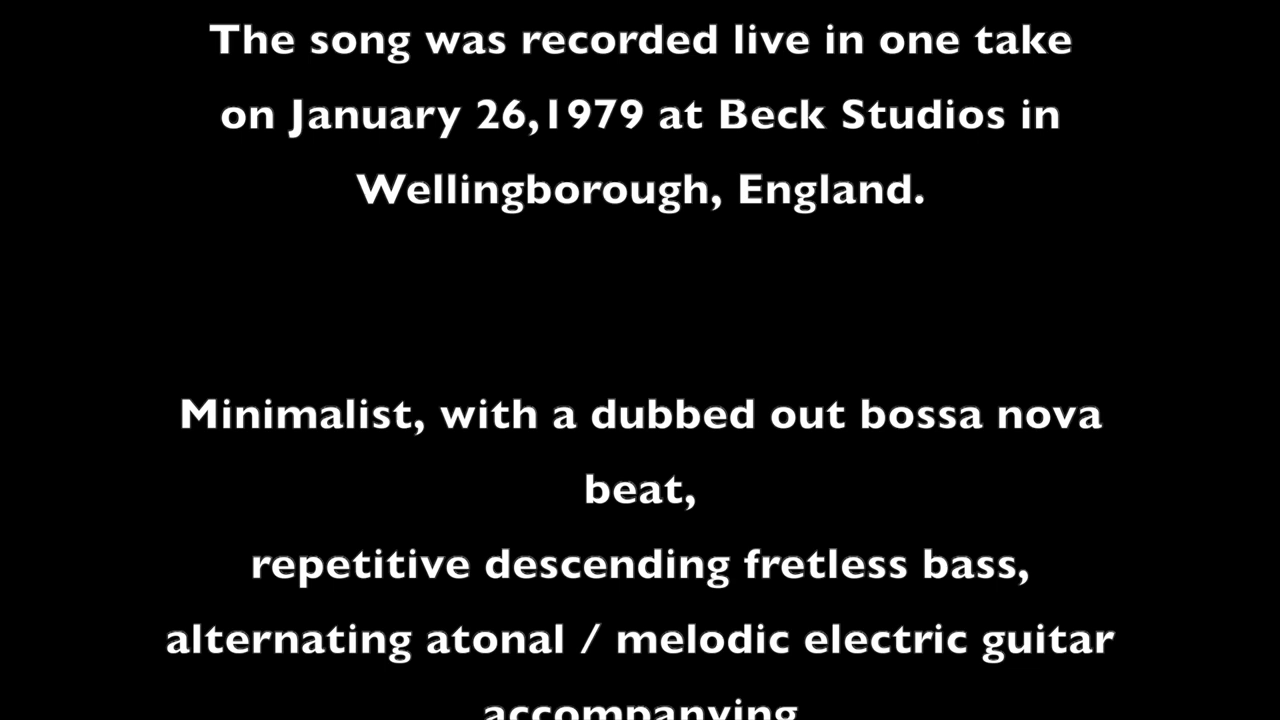 The song was recorded live in one take
on January 26,1979 at Beck Studios in
Wellingborough, England.
Minimalist, with a dubbed out bossa nova
beat,
repetitive descending fretless bass,
alternating atonal / melodic electric guitar
accompanying